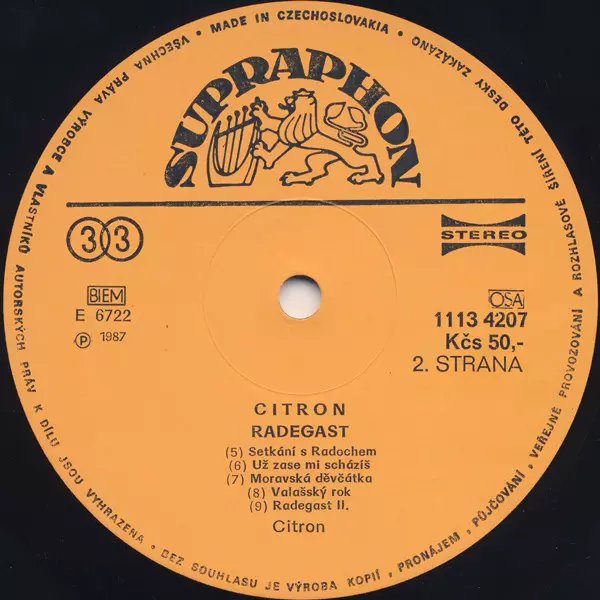 • MADE IN CZECHOSLOVAKIA • VŠECHNA PRÁVA VÝROBCE A VLASTNÍKŮ AUTORSKÝCH PRÁV K DÍLU JSOU VYHRAZENA • BEZ SOUHLASU JE VÝROBA KOPIÍ, PRONÁJEM, PŮJČOVÁNÍ, VEŘEJNÉ PROVOZOVÁNÍ A ROZHLASOVÉ ŠÍŘENÍ TÉTO DESKY ZAKÁZÁNO
SUPRAPHON
33
STEREO
BIEM
E 6722
P 1987
OSA
1113 4207
Kčs 50,-
2. STRANA
CITRON
RADEGAST
(5) Setkání s Radochem
(6) Už zase mi scházíš
(7) Moravská děvčátka
(8) Valašský rok
(9) Radegast II.
Citron